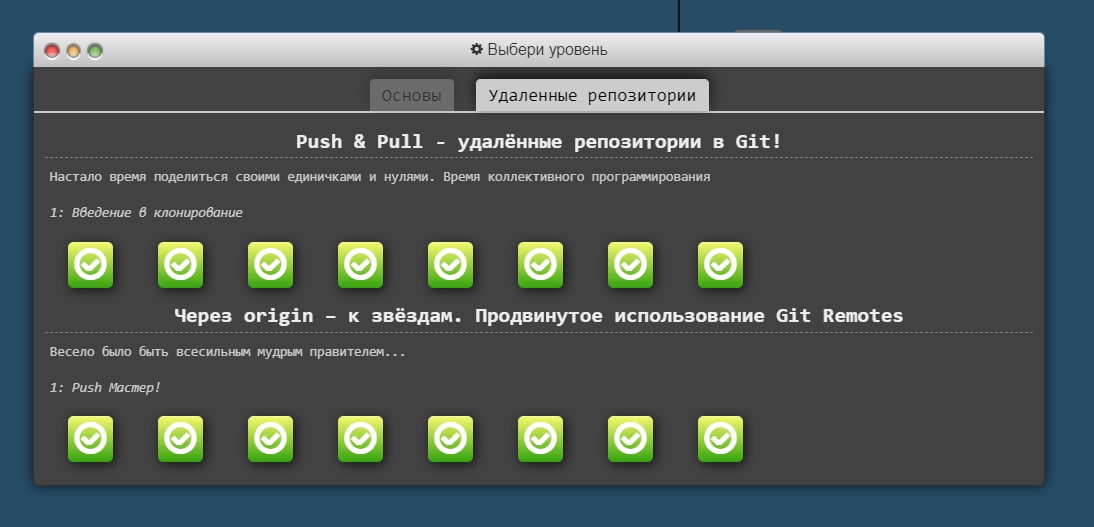 Выбери уровень
Основы
Удаленные репозитории
Push & Pull - удалённые репозитории в Git!
Настало время поделиться своими единичками и нулями. Время коллективного программирования
1: Введение в клонирование
Через origin – к звёздам. Продвинутое использование Git Remotes
Весело было быть всесильным мудрым правителем...
1: Push Мастер!